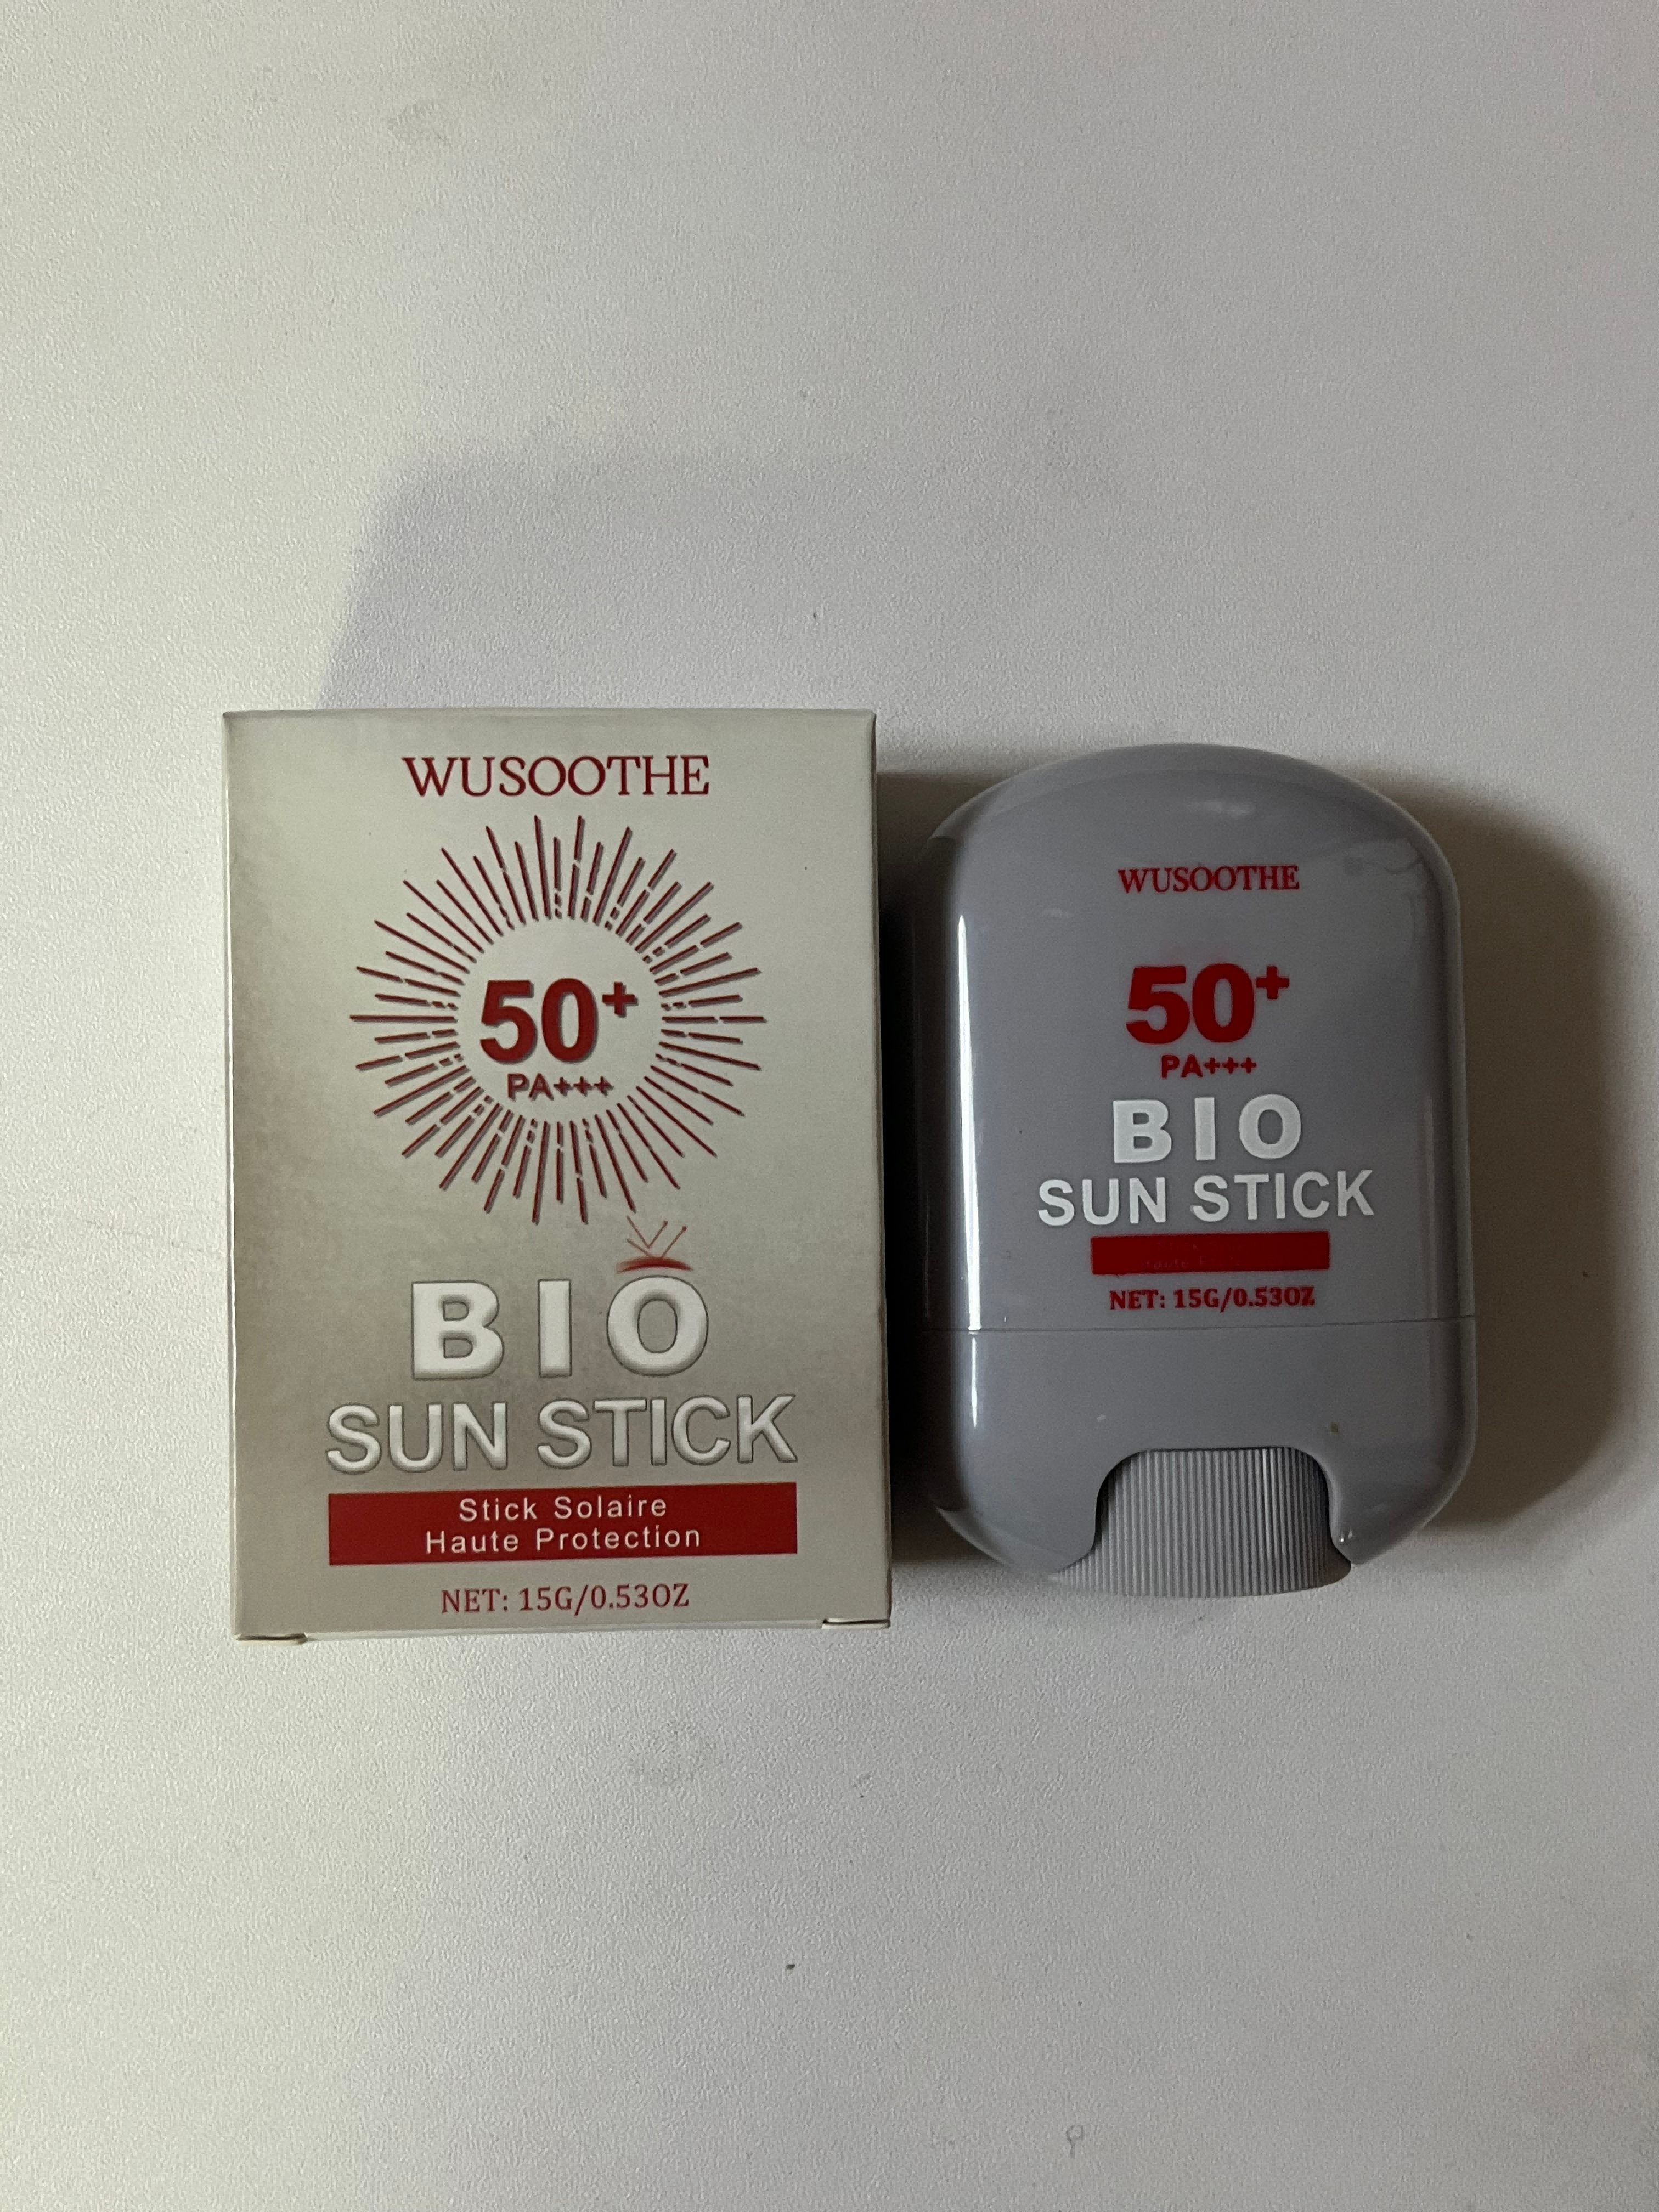 WUSOOTHE
50+
PA+++
BIO
SUN STICK
Stick Solaire
Haute Protection
NET: 15G/0.53OZ
WUSOOTHE
50+
PA+++
BIO
SUN STICK
NET: 15G/0.53OZ